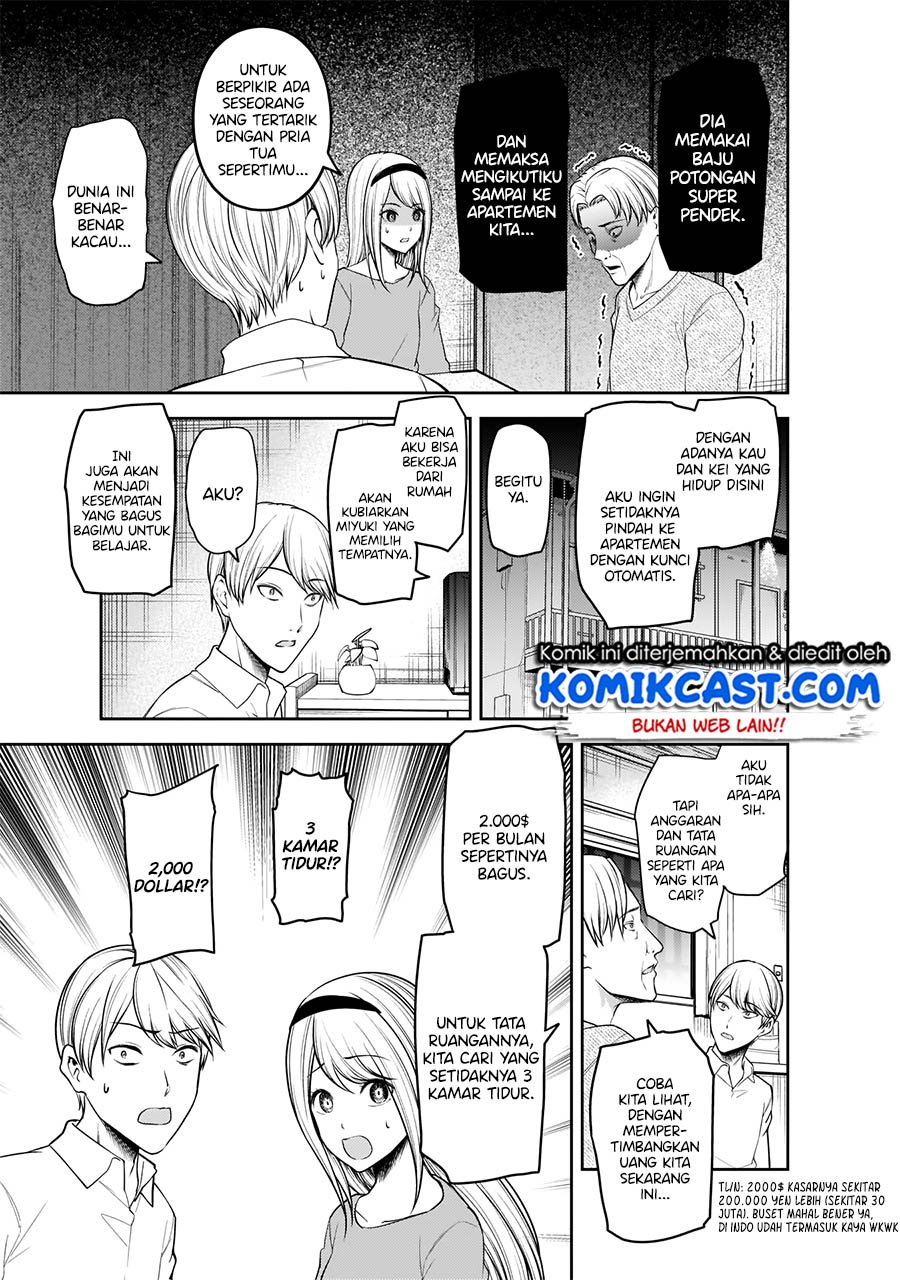 DIA
MEMAKAI
BAJU
POTONGAN
SUPER
PENDEK.
DAN
MEMAKSA
MENGIKUTIKU
SAMPAI KE
APARTEMEN
KITA...
UNTUK
BERPIKIR ADA
SESEORANG
YANG TERTARIK
DENGAN PRIA
TUA
SEPERTIMU...
DUNIA INI
BENAR-
BENAR
KACAU...
DENGAN
ADANYA KAU
DAN KEI YANG
HIDUP DISINI
AKU INGIN
SETIDAKNYA
PINDAH KE
APARTEMEN
DENGAN KUNCI
OTOMATIS.
BEGITU
YA.
KARENA
AKU BISA
BEKERJA
DARI
RUMAH
AKAN
KUBIARKAN
MIYUKI YANG
MEMILIH
TEMPATNYA.
AKU?
INI
JUGA AKAN
MENJADI
KESEMPATAN
YANG BAGUS
BAGIMU UNTUK
BELAJAR.
Komik ini diterjemahkan & diedit oleh
KOMIKCAST.COM
BUKAN WEB LAIN!!
AKU
TIDAK
APA-APA
SIH.
TAPI
ANGGARAN
DAN TATA
RUANGAN
SEPERTI APA
YANG KITA
CARI?
COBA
KITA LIHAT,
DENGAN
MEMPER-
TIMBANGKAN
UANG KITA
SEKARANG
INI...
TL/N: 2000$ KASARNYA SEKITAR
200.000 YEN LEBIH (SEKITAR 30
JUTA). BUSET MAHAL BENER YA,
DI INDO UDAH TERMASUK KAYA WKWK
2.000$
PER BULAN
SEPERTINYA
BAGUS.
UNTUK TATA
RUANGANNYA,
KITA CARI YANG
SETIDAKNYA 3
KAMAR TIDUR.
3
KAMAR
TIDUR!?
2,000
DOLLAR!?